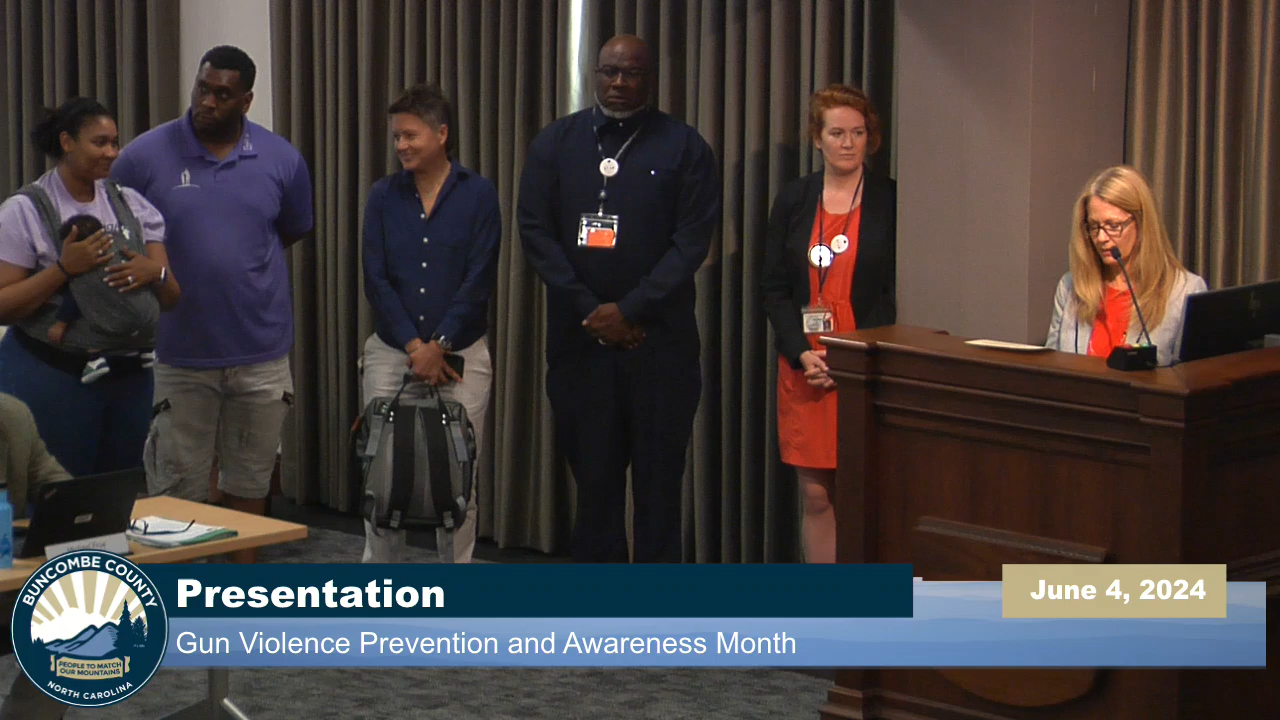 Presentation
June 4, 2024
Gun Violence Prevention and Awareness Month
BUNCOMBE COUNTY
PEOPLE TO MATCH
OUR MOUNTAINS
NORTH CAROLINA